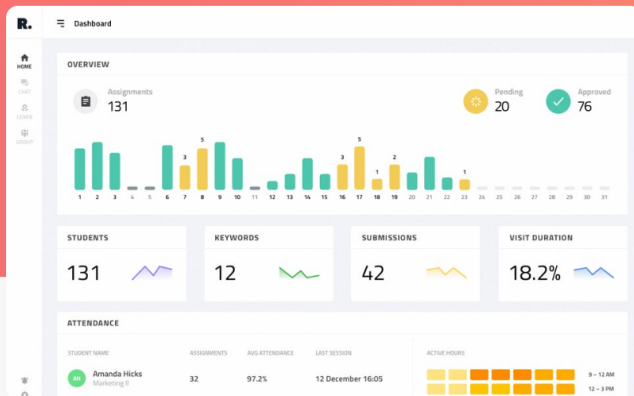 R.
Dashboard
HOME
CHAT
GROUP
OVERVIEW
Assignments
131
Pending
20
Approved
76
3 5 3 5 1 2 1
1 2 3 4 5 6 7 8 9 10 11 12 13 14 15 16 17 18 19 20 21 22 23 24 25 26 27 28 29 30 31
STUDENTS
131
KEYWORDS
12
SUBMISSIONS
42
VISIT DURATION
18.2%
ATTENDANCE
STUDENT NAME ASSIGNMENTS AVG ATTENDANCE LAST SESSION ACTIVE HOURS
AH
Amanda Hicks
Marketing II
32 97.2% 12 December 16:05
9 – 12 AM
12 – 3 PM